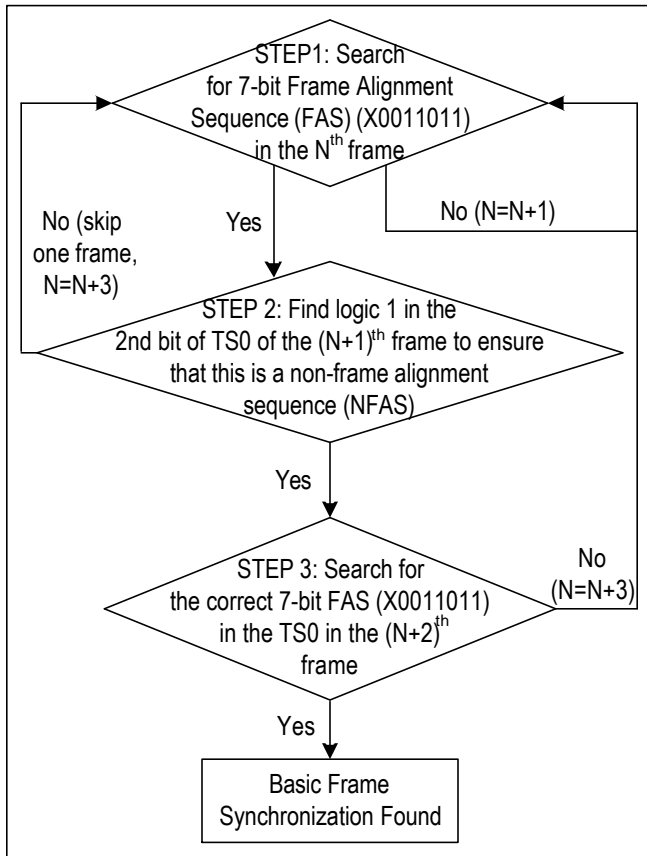 STEP1: Search
for 7-bit Frame Alignment
Sequence (FAS) (X0011011)
in the Nth frame
No (skip
one frame,
N=N+3)
Yes
No (N=N+1)
STEP 2: Find logic 1 in the
2nd bit of TS0 of the (N+1)th frame to ensure
that this is a non-frame alignment
sequence (NFAS)
Yes
STEP 3: Search for
the correct 7-bit FAS (X0011011)
in the TS0 in the (N+2)th
frame
No
(N=N+3)
Yes
Basic Frame
Synchronization Found